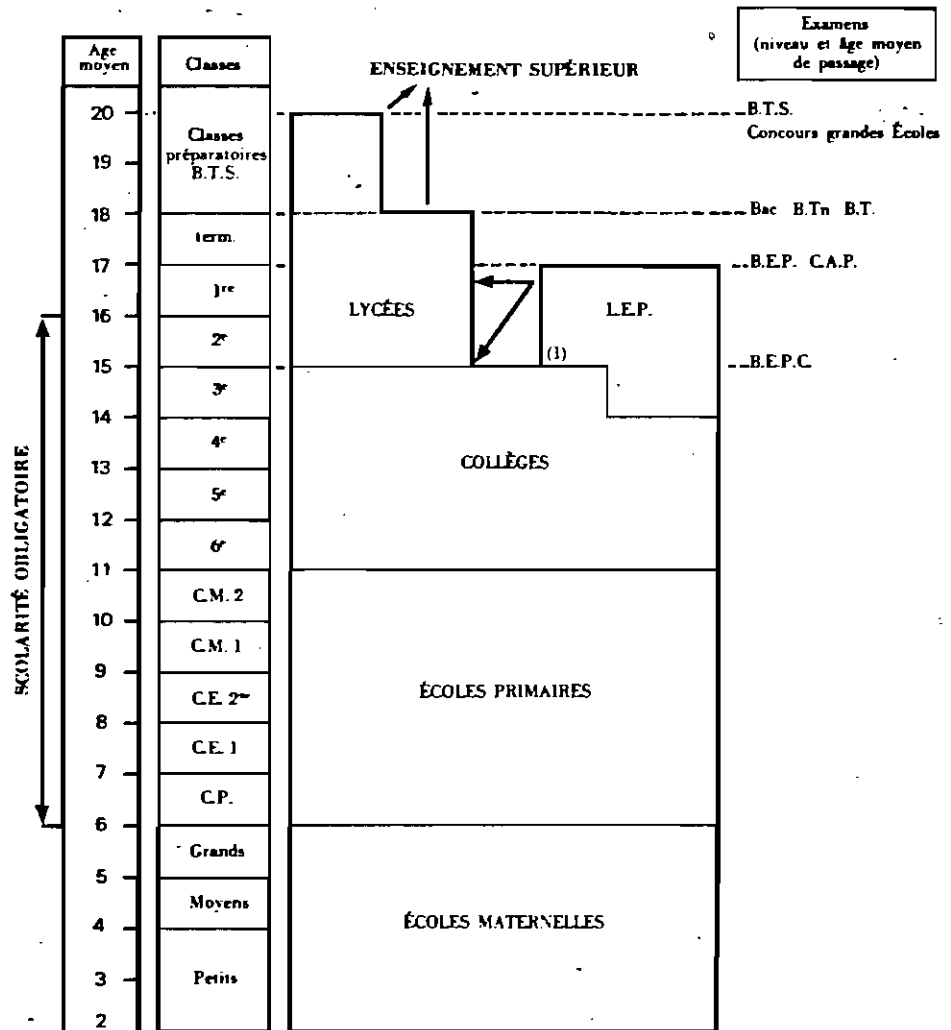 Age
moyen
Classes
ENSEIGNEMENT SUPÉRIEUR
Examens
(niveau et âge moyen
de passage)
20
19
18
17
16
15
14
13
12
11
10
9
8
7
6
5
4
3
2
SCOLARITÉ OBLIGATOIRE
Classes
préparatoires
B.T.S.
term.
1re
2e
3e
4e
5e
6e
C.M. 2
C.M. 1
C.E. 2
C.E. 1
C.P.
Grands
Moyens
Petits
LYCÉES
L.E.P.
(1)
COLLÈGES
ÉCOLES PRIMAIRES
ÉCOLES MATERNELLES
B.T.S.
Concours grandes Écoles
Bac B.Tn B.T.
B.E.P. C.A.P.
B.E.P.C.